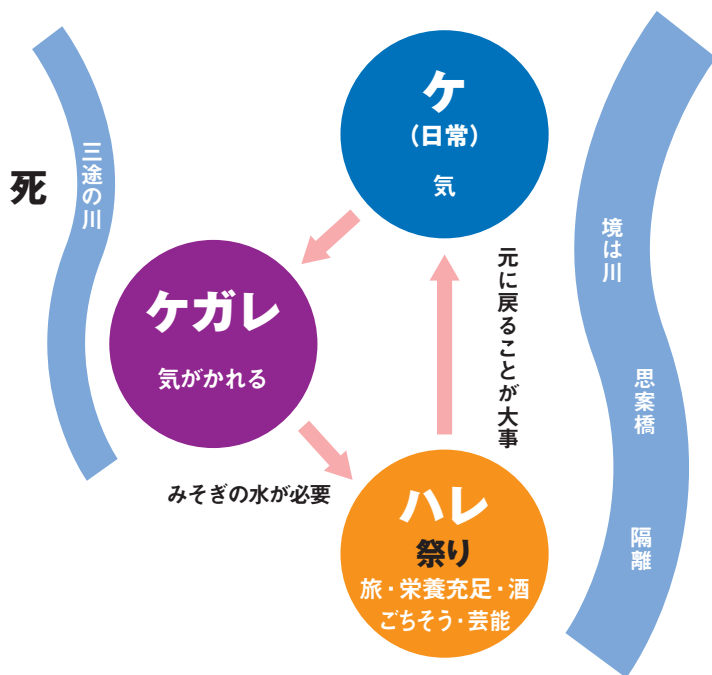 ケ
(日常)
気
死
三途の川
ケガレ
気がかれる
元に戻ることが大事
境は川
思案橋
隔離
みそぎの水が必要
ハレ
祭り
旅・栄養充足・酒
ごちそう・芸能